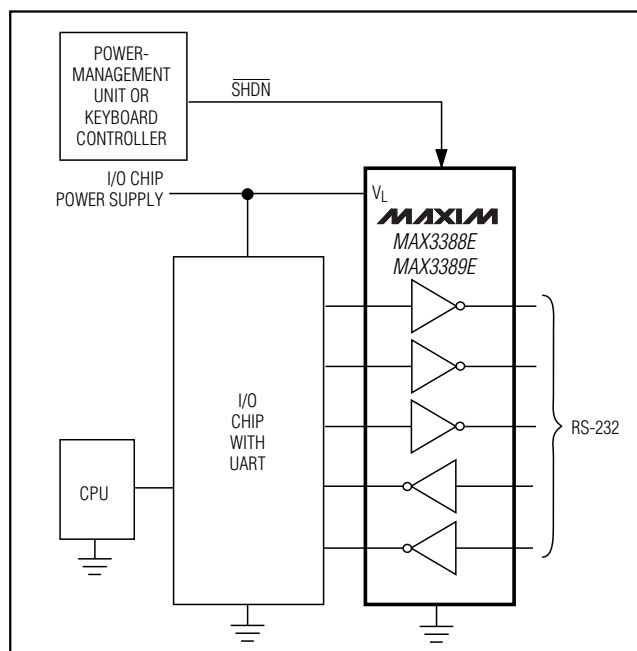 POWER-
MANAGEMENT
UNIT OR
KEYBOARD
CONTROLLER
SHDN
I/O CHIP
POWER SUPPLY
VL
MAXIM
MAX3388E
MAX3389E
I/O
CHIP
WITH
UART
RS-232
CPU